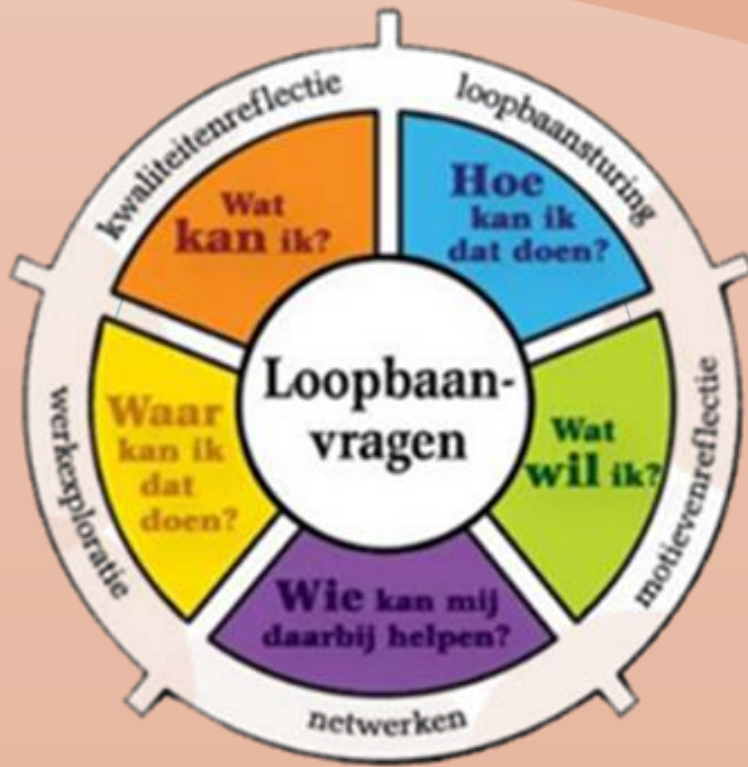 kwaliteitenreflectie
loopbaansturing
Wat
kan ik?
Hoe
kan ik
dat doen?
Loopbaan-
vragen
Waar
kan ik
dat
doen?
Wat
wil ik?
werkexploratie
motievenreflectie
Wie kan mij
daarbij helpen?
netwerken